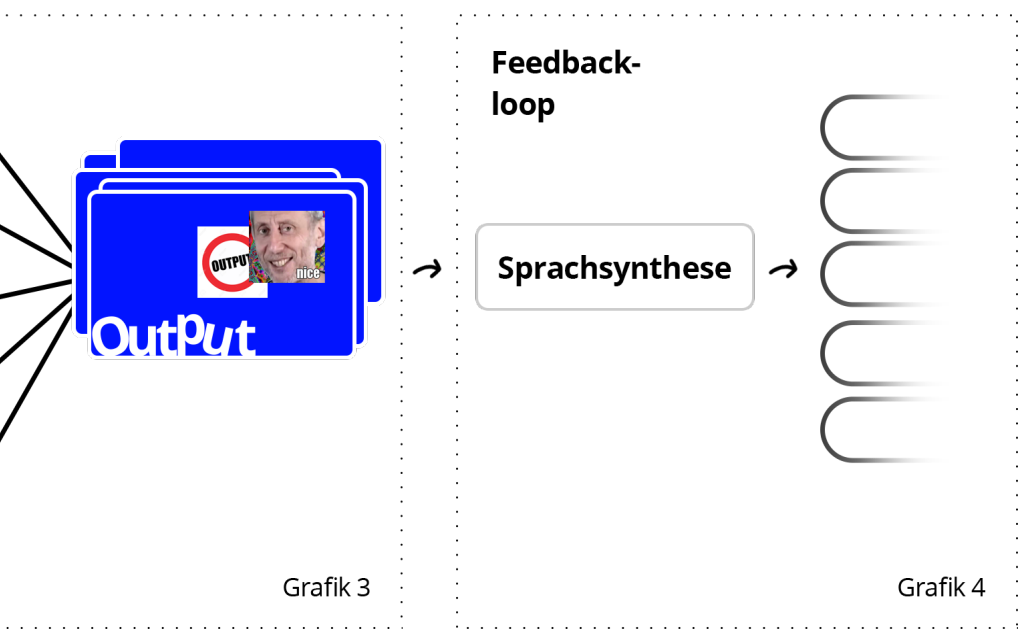 OUTPUT
nice
Output
Grafik 3
Feedback-
loop
Sprachsynthese
Grafik 4